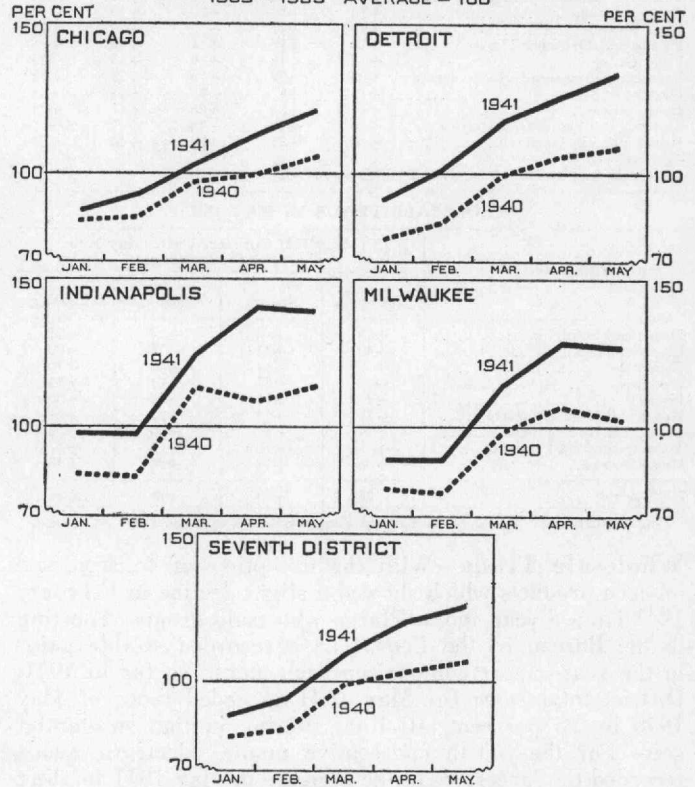 AVERAGE = 100
PER CENT
PER CENT
150
CHICAGO
1941
100
1940
70
JAN. FEB. MAR. APR. MAY
DETROIT
150
1941
100
1940
70
JAN. FEB. MAR. APR. MAY
150
INDIANAPOLIS
1941
100
1940
70
JAN. FEB. MAR. APR. MAY
MILWAUKEE
150
1941
100
1940
70
JAN. FEB. MAR. APR. MAY
150
SEVENTH DISTRICT
1941
100
1940
70
JAN. FEB. MAR. APR. MAY.